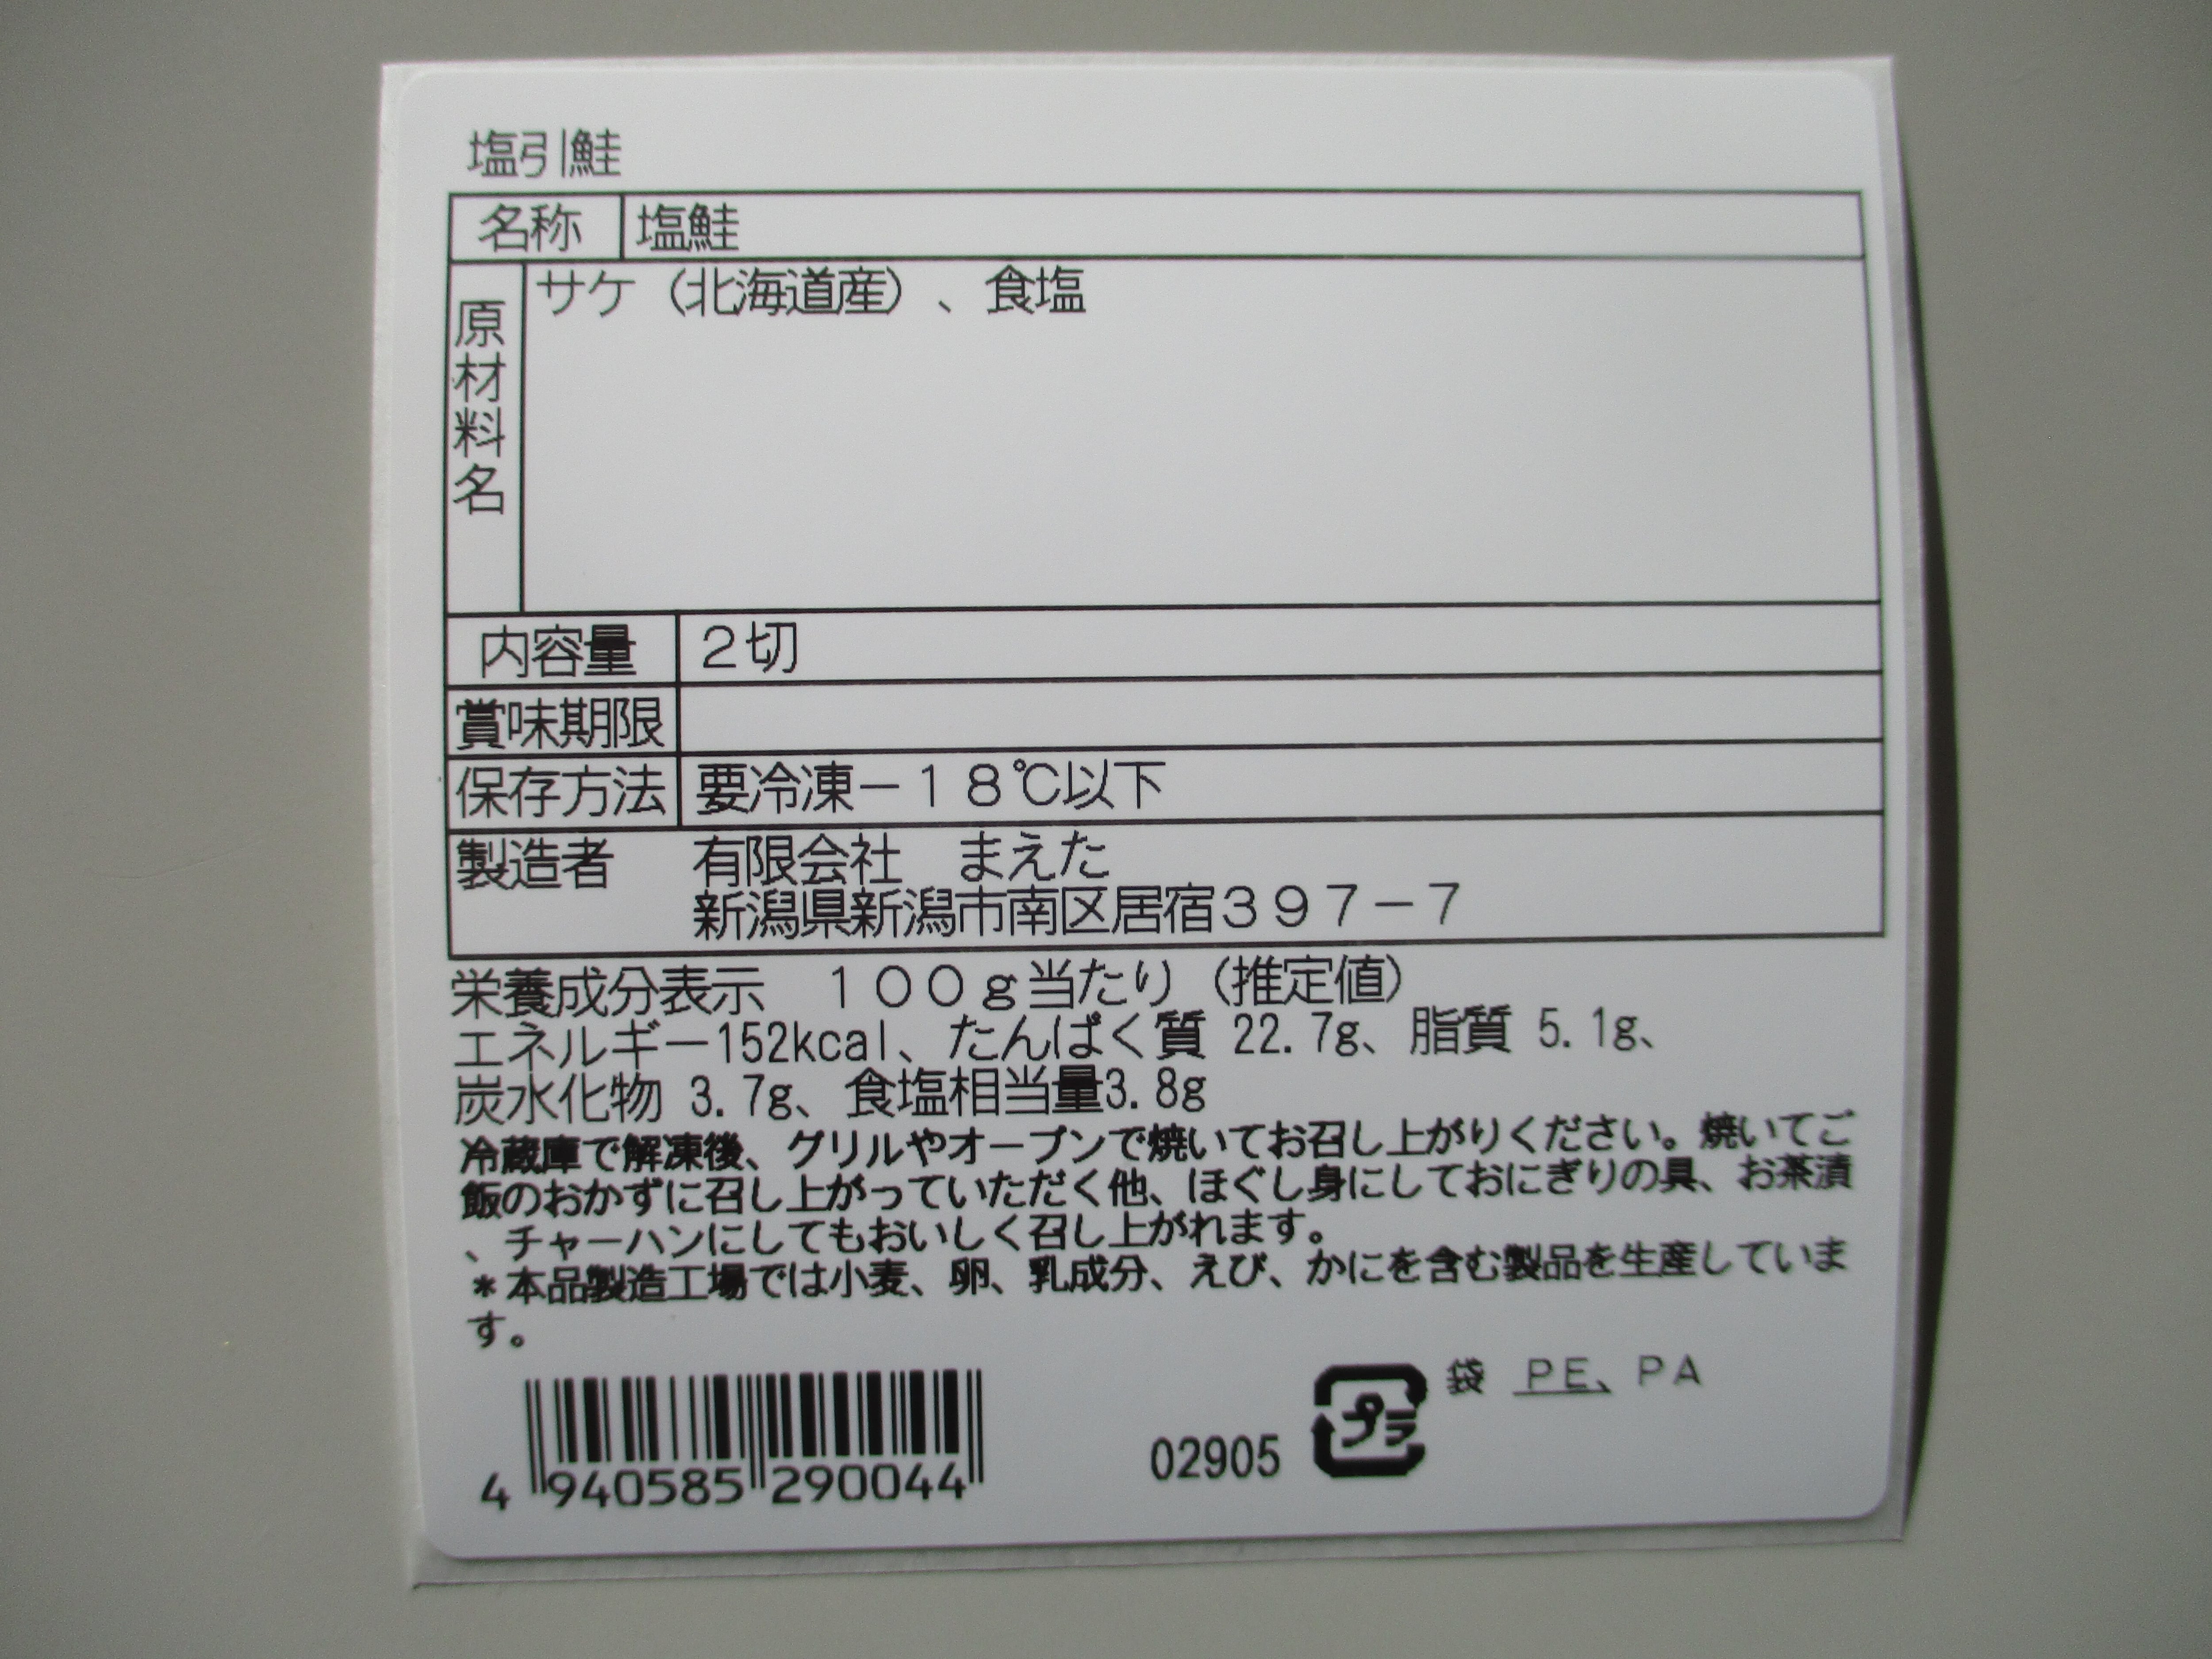 塩引鮭
名称 塩鮭
原材料名 サケ（北海道産）、食塩
内容量 ２切
賞味期限
保存方法 要冷凍－１８℃以下
製造者 有限会社　まえた
新潟県新潟市南区居宿３９７－７
栄養成分表示　１００ｇ当たり（推定値）
エネルギー152kcal、たんぱく質 22.7g、脂質 5.1g、
炭水化物 3.7g、食塩相当量3.8g
冷蔵庫で解凍後、グリルやオーブンで焼いてお召し上がりください。焼いてご
飯のおかずに召し上がっていただく他、ほぐし身にしておにぎりの具、お茶漬
、チャーハンにしてもおいしく召し上がれます。
＊本品製造工場では小麦、卵、乳成分、えび、かにを含む製品を生産していま
す。
袋 ＰＥ、ＰＡ
プラ
02905
4 940585 290044